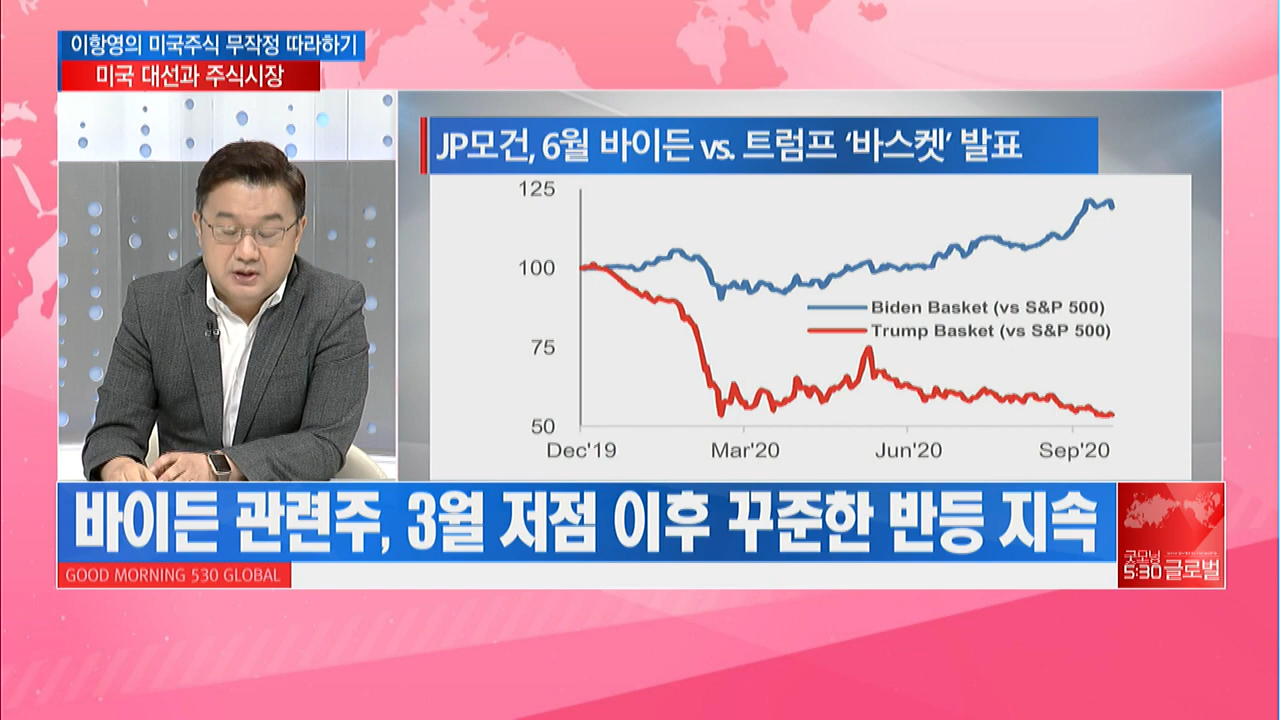 이항영의 미국주식 무작정 따라하기
미국 대선과 주식시장
JP모건, 6월 바이든 vs. 트럼프 ‘바스켓’ 발표
125
100
75
50
Biden Basket (vs S&P 500)
Trump Basket (vs S&P 500)
Dec'19 Mar'20 Jun'20 Sep'20
바이든 관련주, 3월 저점 이후 꾸준한 반등 지속
GOOD MORNING 530 GLOBAL
굿모닝
5:30 글로벌